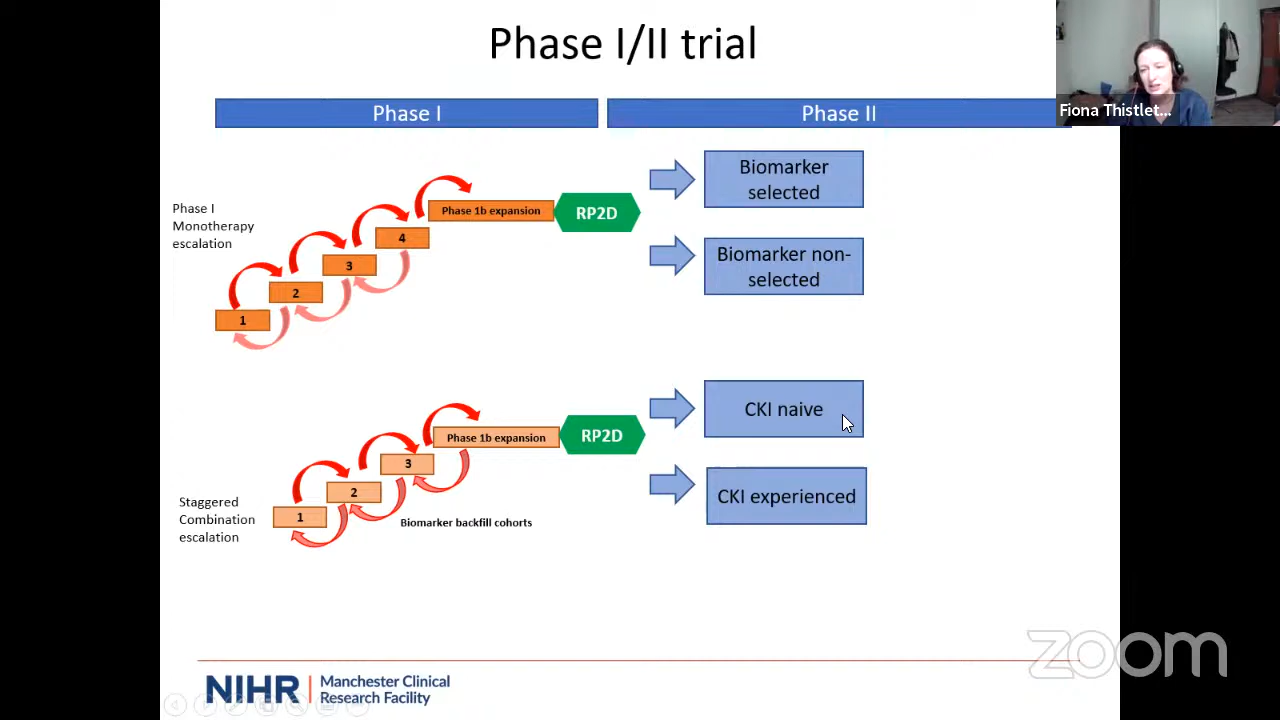 Phase I/II trial
Fiona Thistlet...
Phase I
Phase II
Phase I
Monotherapy
escalation
1
2
3
4
Phase 1b expansion
RP2D
Biomarker
selected
Biomarker non-
selected
Staggered
Combination
escalation
1
2
3
Phase 1b expansion
RP2D
Biomarker backfill cohorts
CKI naive
CKI experienced
zoom
NIHR
Manchester Clinical
Research Facility